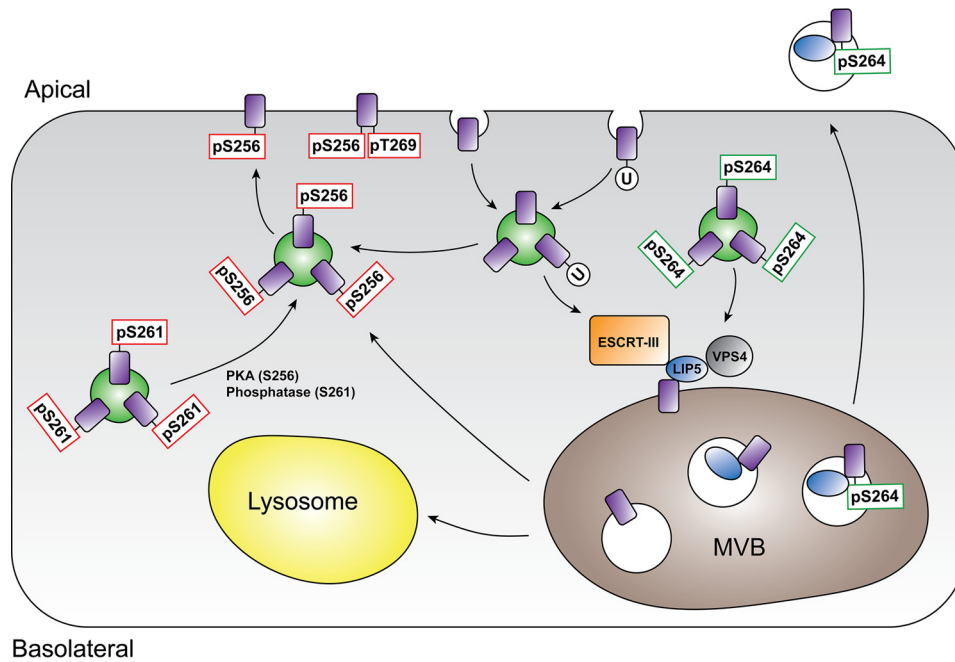 pS264
Apical
pS256
pS256
pT269
U
pS264
pS256
pS264
pS264
U
pS256
pS256
pS261
ESCRT-III
VPS4
LIP5
PKA (S256)
Phosphatase (S261)
pS261
pS261
Lysosome
pS264
MVB
Basolateral